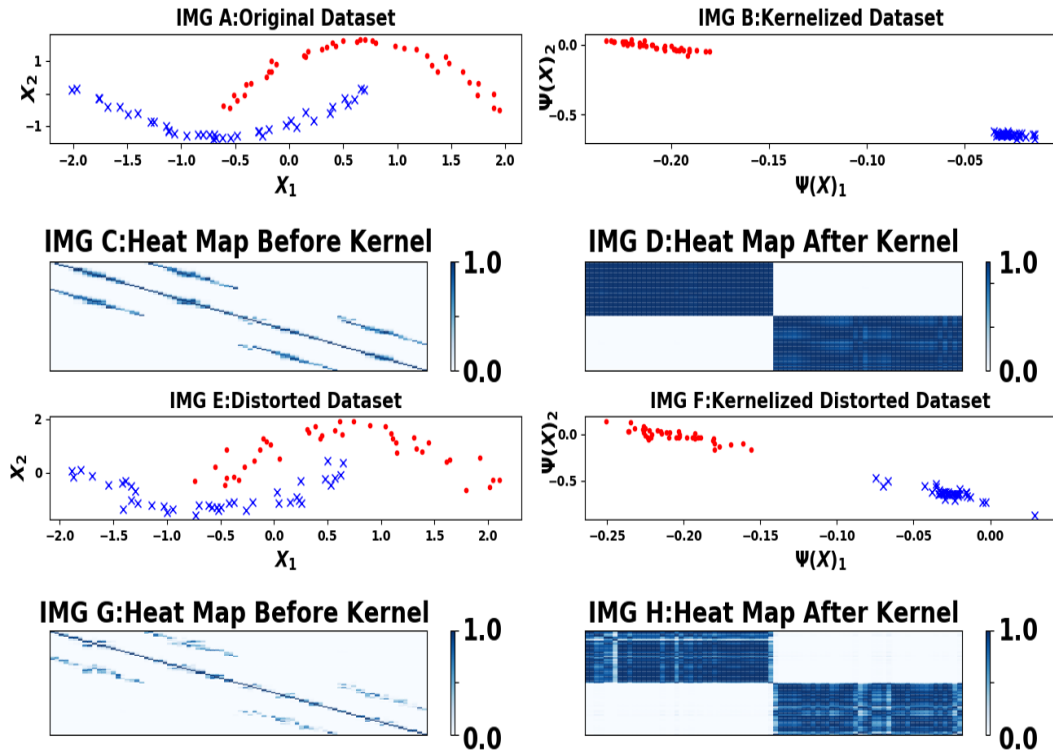 IMG A:Original Dataset
X₂
1
−1
−2.0 −1.5 −1.0 −0.5 0.0 0.5 1.0 1.5 2.0
X₁
IMG B:Kernelized Dataset
Ψ(X)₂
0.0
−0.5
−0.20 −0.15 −0.10 −0.05
Ψ(X)₁
IMG C:Heat Map Before Kernel
1.0
0.0
IMG D:Heat Map After Kernel
1.0
0.0
IMG E:Distorted Dataset
X₂
2
0
−2.0 −1.5 −1.0 −0.5 0.0 0.5 1.0 1.5 2.0
X₁
IMG F:Kernelized Distorted Dataset
Ψ(X)₂
0.0
−0.5
−0.25 −0.20 −0.15 −0.10 −0.05 0.00
Ψ(X)₁
IMG G:Heat Map Before Kernel
1.0
0.0
IMG H:Heat Map After Kernel
1.0
0.0